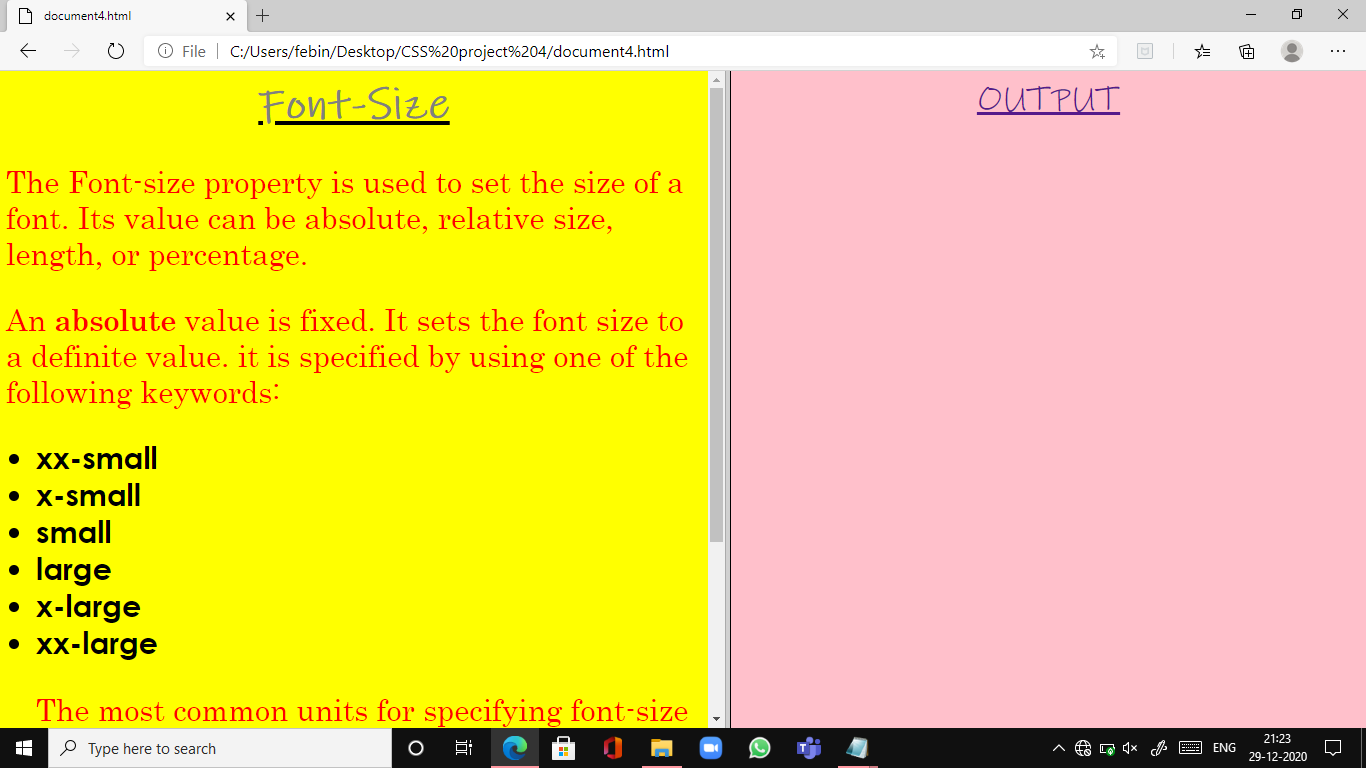 document4.html
File
C:/Users/febin/Desktop/CSS%20project%204/document4.html
Font-Size
The Font-size property is used to set the size of a
font. Its value can be absolute, relative size,
length, or percentage.
An absolute value is fixed. It sets the font size to
a definite value. it is specified by using one of the
following keywords:
• xx-small
• x-small
• small
• large
• x-large
• xx-large
The most common units for specifying font-size
OUTPUT
Type here to search
ENG
21:23
29-12-2020